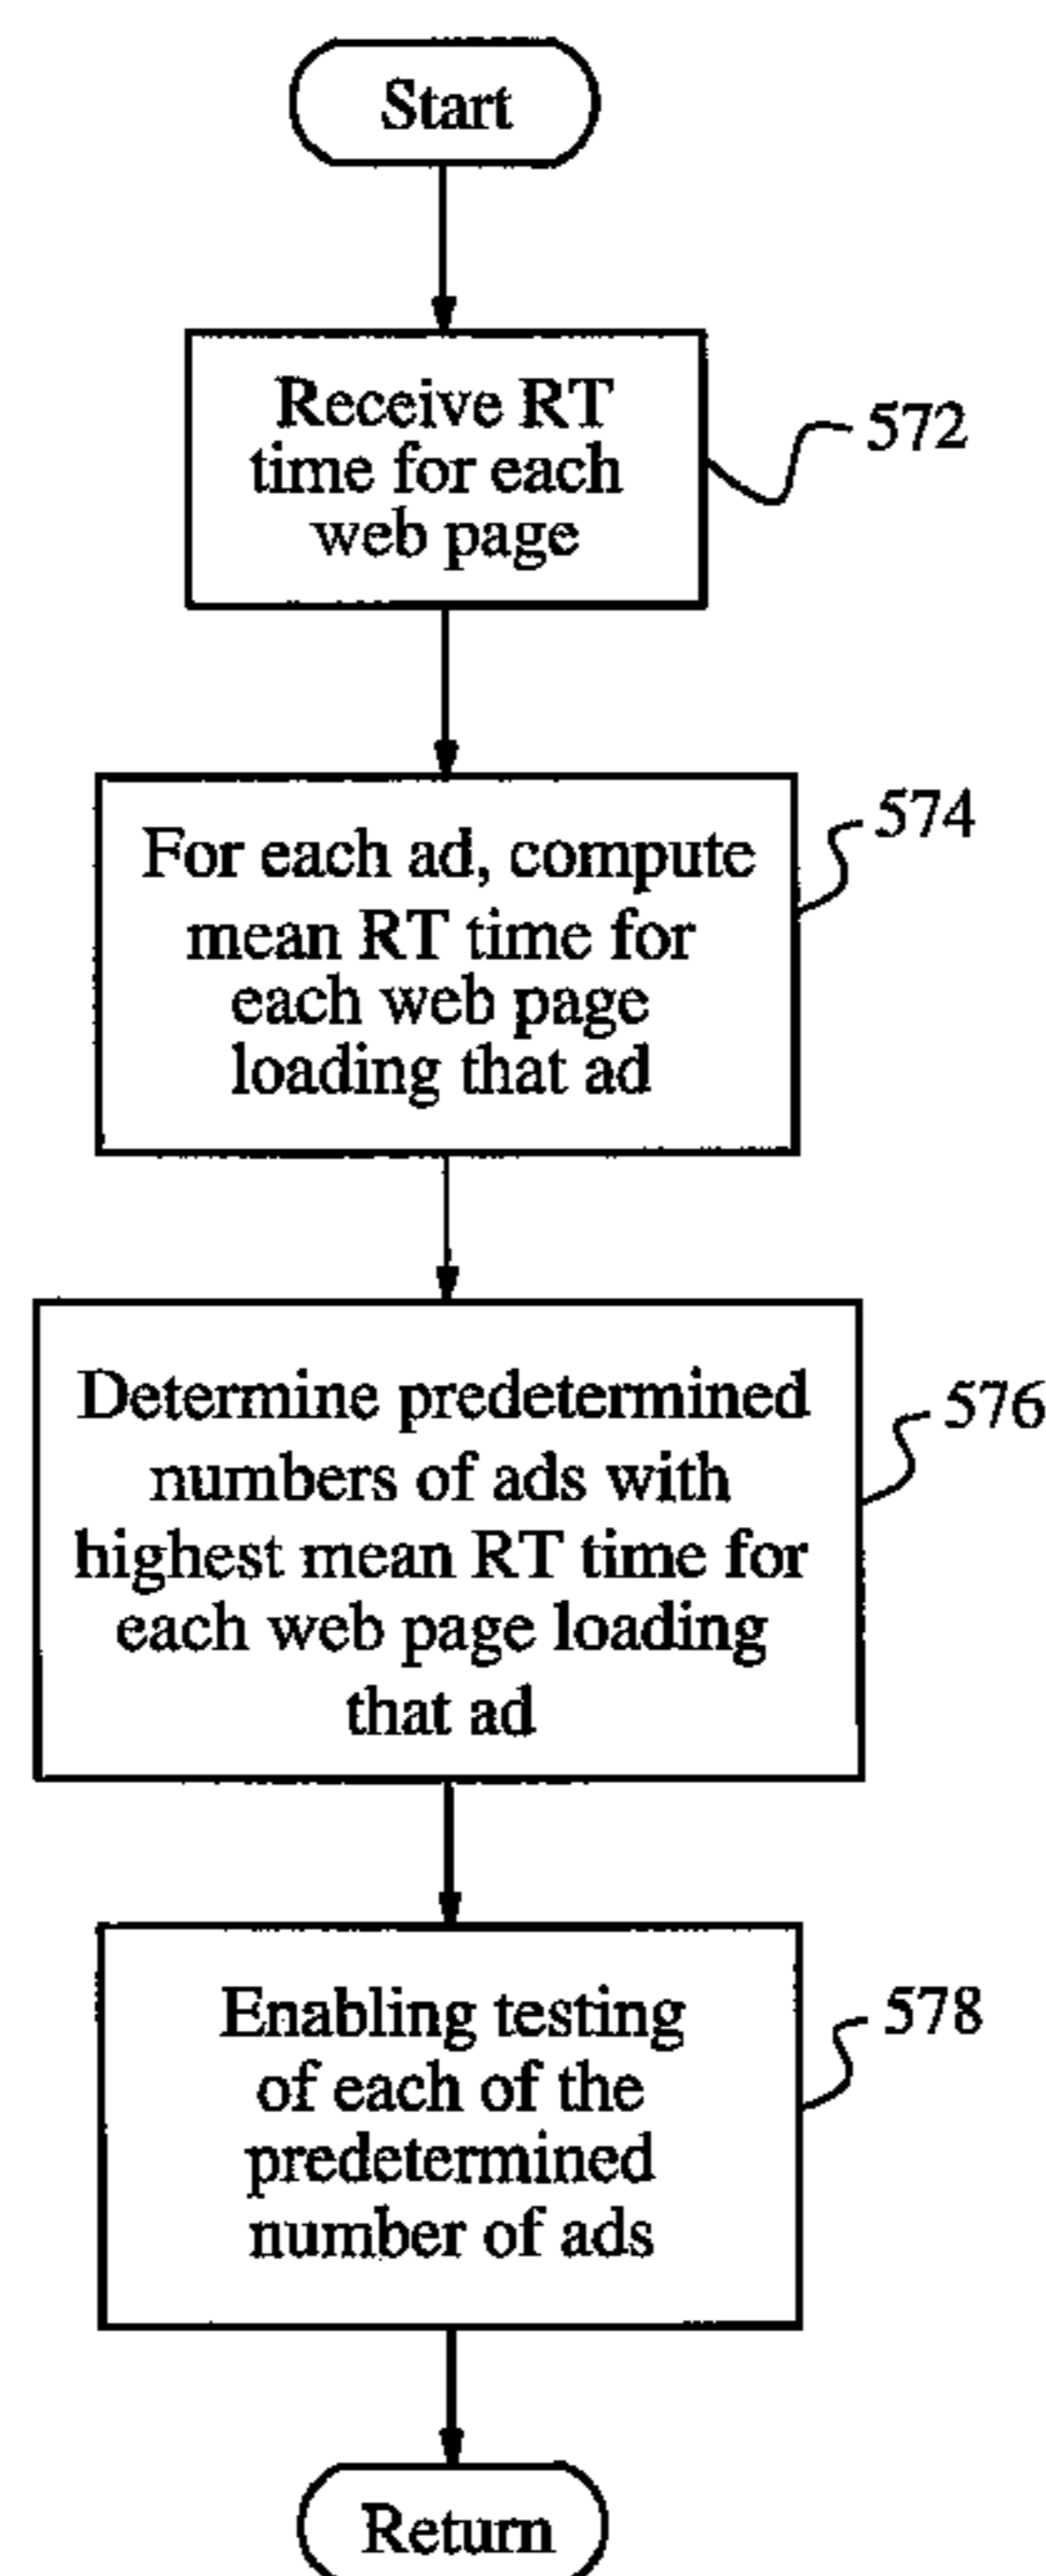 Start
Receive RT
time for each
web page
572
For each ad, compute
mean RT time for
each web page
loading that ad
574
Determine predetermined
numbers of ads with
highest mean RT time for
each web page loading
that ad
576
Enabling testing
of each of the
predetermined
number of ads
578
Return